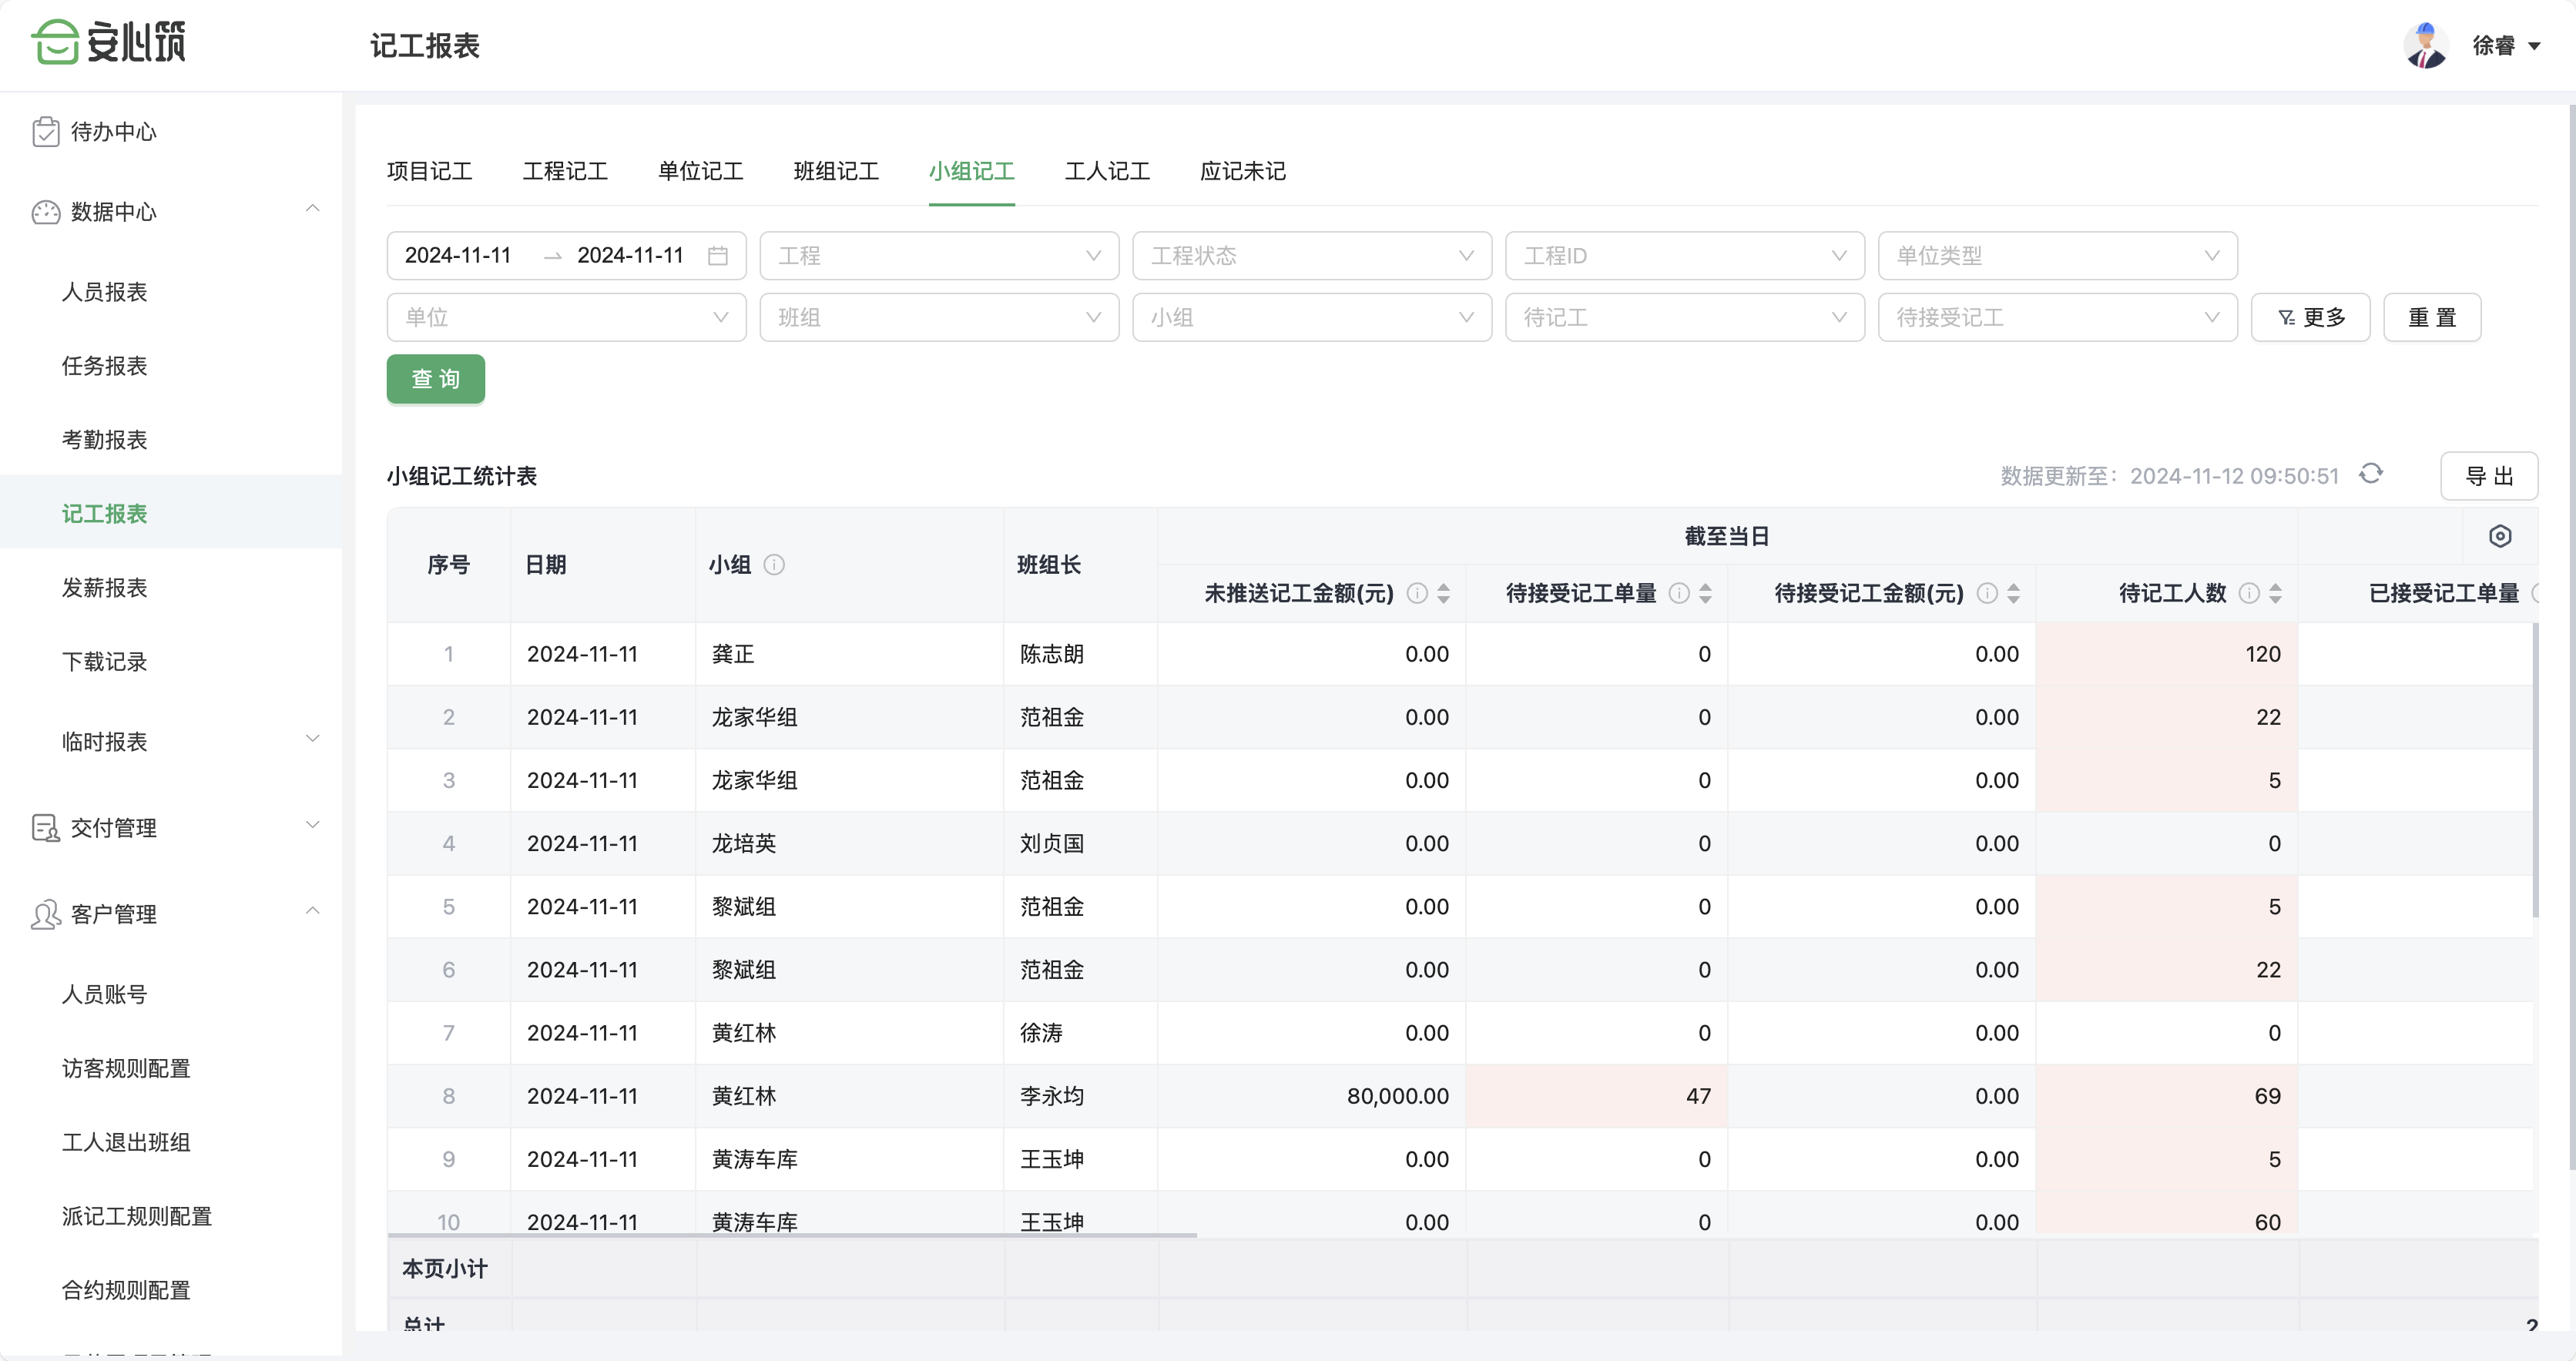 安心筑
记工报表
徐睿
待办中心
数据中心
人员报表
任务报表
考勤报表
记工报表
发薪报表
下载记录
临时报表
交付管理
客户管理
人员账号
访客规则配置
工人退出班组
派记工规则配置
合约规则配置
项目记工 工程记工 单位记工 班组记工 小组记工 工人记工 应记未记
2024-11-11 → 2024-11-11 工程 工程状态 工程ID 单位类型
单位 班组 小组 待记工 待接受记工 更多 重 置
查 询
小组记工统计表 数据更新至：2024-11-12 09:50:51 导 出
截至当日
序号 日期 小组 班组长
未推送记工金额(元) 待接受记工单量 待接受记工金额(元) 待记工人数 已接受记工单量
1 2024-11-11 龚正 陈志朗 0.00 0 0.00 120
2 2024-11-11 龙家华组 范祖金 0.00 0 0.00 22
3 2024-11-11 龙家华组 范祖金 0.00 0 0.00 5
4 2024-11-11 龙培英 刘贞国 0.00 0 0.00 0
5 2024-11-11 黎斌组 范祖金 0.00 0 0.00 5
6 2024-11-11 黎斌组 范祖金 0.00 0 0.00 22
7 2024-11-11 黄红林 徐涛 0.00 0 0.00 0
8 2024-11-11 黄红林 李永均 80,000.00 47 0.00 69
9 2024-11-11 黄涛车库 王玉坤 0.00 0 0.00 5
10 2024-11-11 黄涛车库 王玉坤 0.00 0 0.00 60
本页小计
总计 2